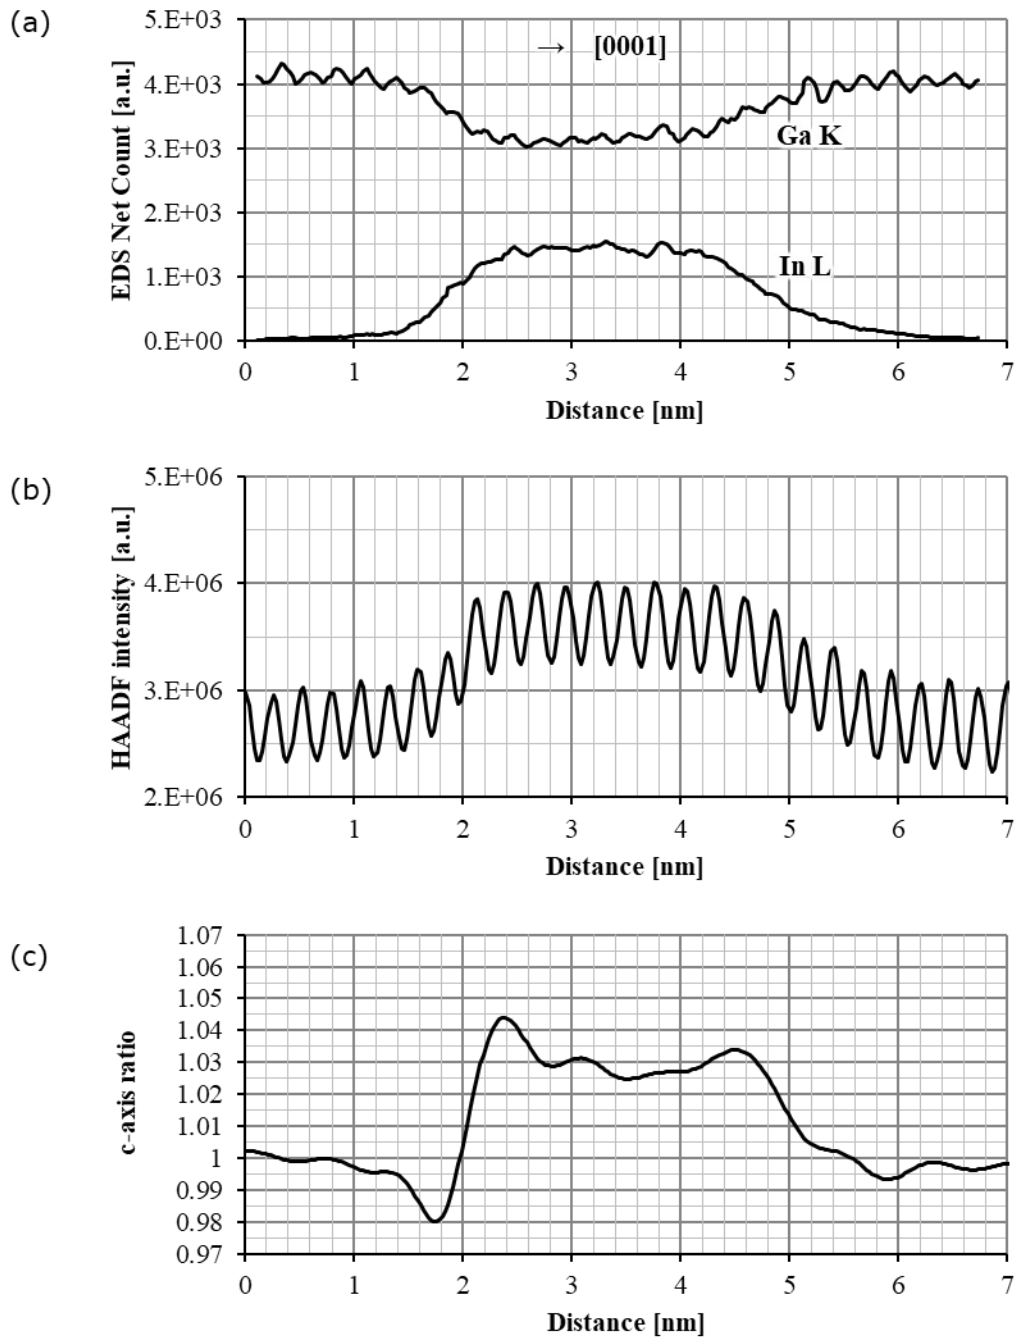 (a)
5.E+03
4.E+03
3.E+03
2.E+03
1.E+03
0.E+00
EDS Net Count [a.u.]
→ [0001]
Ga K
In L
0 1 2 3 4 5 6 7
Distance [nm]
(b)
5.E+06
4.E+06
3.E+06
2.E+06
HAADF intensity [a.u.]
0 1 2 3 4 5 6 7
Distance [nm]
(c)
1.07
1.06
1.05
1.04
1.03
1.02
1.01
1
0.99
0.98
0.97
c-axis ratio
0 1 2 3 4 5 6 7
Distance [nm]